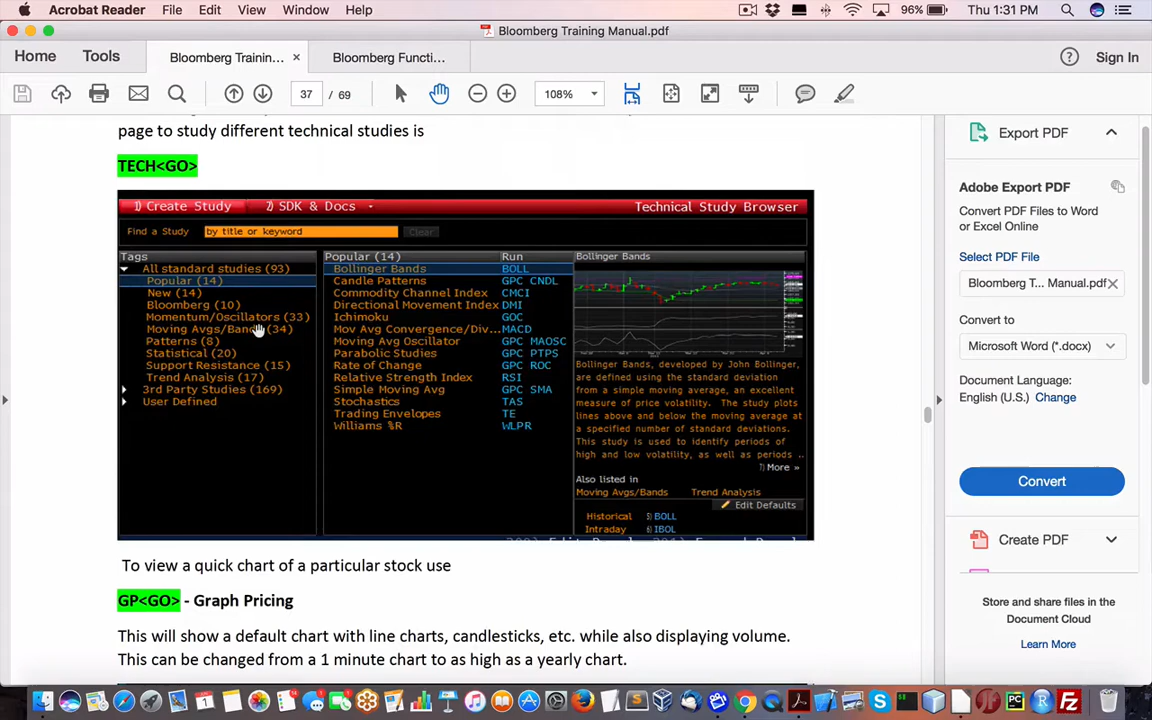 Acrobat Reader File Edit View Window Help 96% Thu 1:31 PM
Bloomberg Training Manual.pdf
Home Tools Bloomberg Trainin... × Bloomberg Functi... Sign In
37 / 69 108%
page to study different technical studies is
TECH<GO>
1) Create Study 2) SDK & Docs Technical Study Browser
Find a Study by title or keyword Clear
Tags
All standard studies (93)
Popular (14)
New (14)
Bloomberg (10)
Momentum/Oscillators (33)
Moving Avgs/Bands (34)
Patterns (8)
Statistical (20)
Support Resistance (15)
Trend Analysis (17)
3rd Party Studies (169)
User Defined
Popular (14) Run
Bollinger Bands BOLL
Candle Patterns GPC CNDL
Commodity Channel Index CMCI
Directional Movement Index DMI
Ichimoku GOC
Mov Avg Convergence/Div... MACD
Mov Avg Oscillator GPC MAOSC
Parabolic Studies GPC PTPS
Rate of Change GPC ROC
Relative Strength Index RSI
Simple Moving Avg GPC SMA
Stochastics TAS
Trading Envelopes TE
Williams %R WLPR
Bollinger Bands
Bollinger Bands, developed by John Bollinger,
are defined using the standard deviation
from a simple moving average, an excellent
measure of price volatility. The study plots
lines above and below the moving average at
a specified number of standard deviations.
This study is used to identify periods of
high and low volatility, as well as periods ..
1) More »
Also listed in
Moving Avgs/Bands Trend Analysis
Edit Defaults
Historical 5) BOLL
Intraday 6) IBOL
To view a quick chart of a particular stock use
GP<GO> - Graph Pricing
This will show a default chart with line charts, candlesticks, etc. while also displaying volume.
This can be changed from a 1 minute chart to as high as a yearly chart.
Export PDF
Adobe Export PDF
Convert PDF Files to Word
or Excel Online
Select PDF File
Bloomberg T... Manual.pdf
Convert to
Microsoft Word (*.docx)
Document Language:
English (U.S.) Change
Convert
Create PDF
Store and share files in the
Document Cloud
Learn More